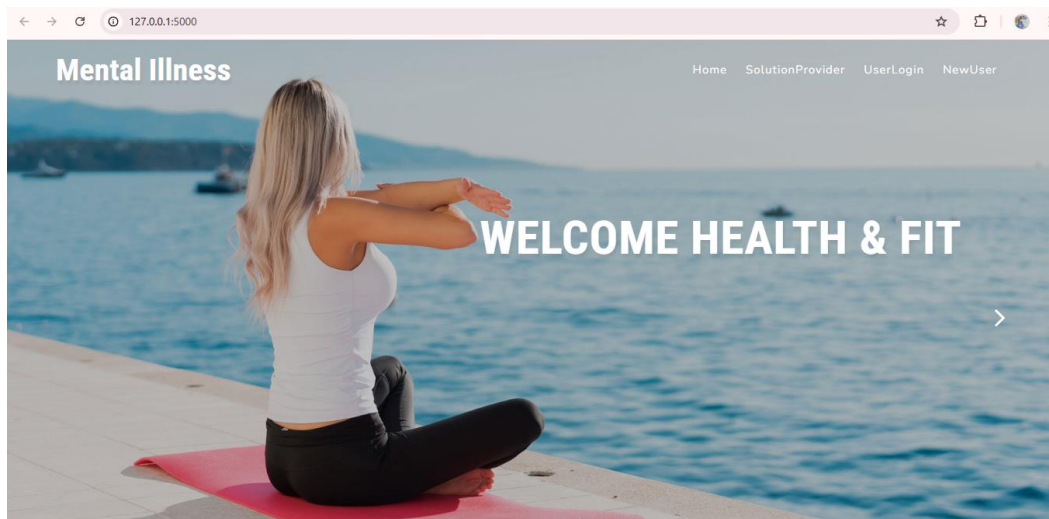 127.0.0.1:5000
Mental Illness
Home SolutionProvider UserLogin NewUser
WELCOME HEALTH & FIT